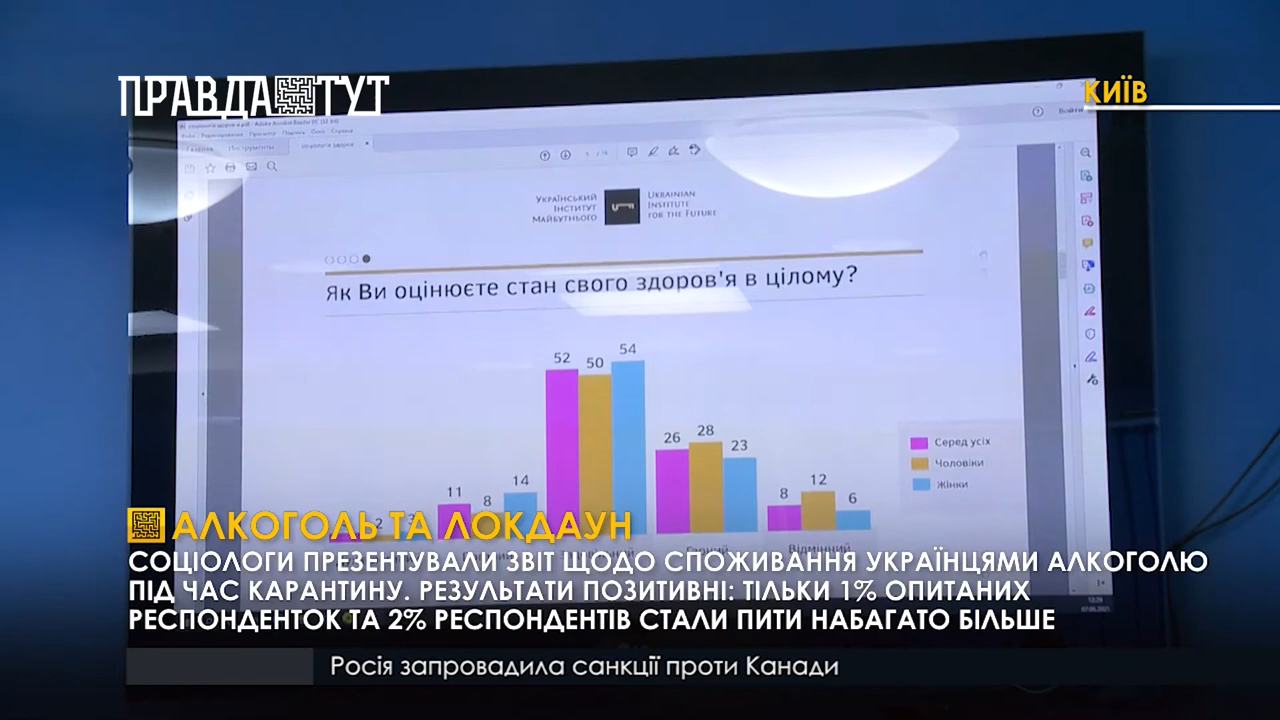 ПРАВДА ТУТ
КИЇВ
Инструменты
УКРАЇНСЬКИЙ
ІНСТИТУТ
МАЙБУТНЬОГО
UKRAINIAN
INSTITUTE
FOR THE FUTURE
Як Ви оцінюєте стан свого здоров'я в цілому?
52 50 54
26 28 23
11 8 14
8 12 6
2
Серед усіх
Чоловіки
Жінки
Відмінний
АЛКОГОЛЬ ТА ЛОКДАУН
СОЦІОЛОГИ ПРЕЗЕНТУВАЛИ ЗВІТ ЩОДО СПОЖИВАННЯ УКРАЇНЦЯМИ АЛКОГОЛЮ
ПІД ЧАС КАРАНТИНУ. РЕЗУЛЬТАТИ ПОЗИТИВНІ: ТІЛЬКИ 1% ОПИТАНИХ
РЕСПОНДЕНТОК ТА 2% РЕСПОНДЕНТІВ СТАЛИ ПИТИ НАБАГАТО БІЛЬШЕ
Росія запровадила санкції проти Канади